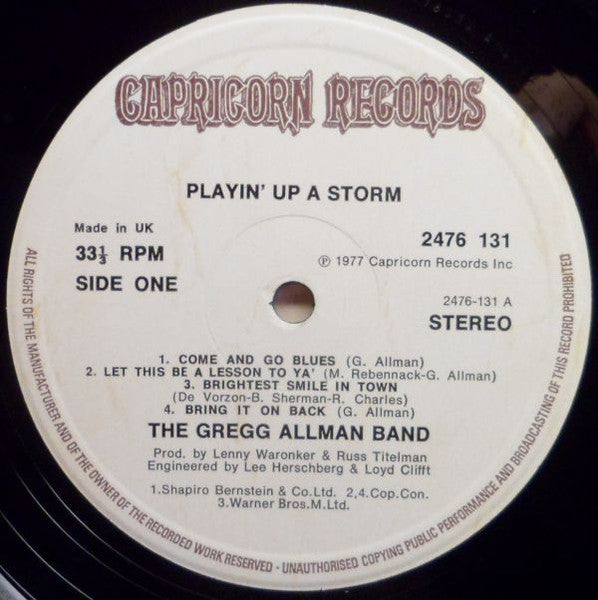 CAPRICORN RECORDS
PLAYIN' UP A STORM
Made in UK
33⅓ RPM
SIDE ONE
2476 131
℗ 1977 Capricorn Records Inc
2476-131 A
STEREO
1. COME AND GO BLUES (G. Allman)
2. LET THIS BE A LESSON TO YA' (M. Rebennack-G. Allman)
3. BRIGHTEST SMILE IN TOWN
(De Vorzon-B. Sherman-R. Charles)
4. BRING IT ON BACK (G. Allman)
THE GREGG ALLMAN BAND
Prod. by Lenny Waronker & Russ Titelman
Engineered by Lee Herschberg & Loyd Clifft
1.Shapiro Bernstein & Co.Ltd. 2,4.Cop.Con.
3.Warner Bros.M.Ltd.
ALL RIGHTS OF THE MANUFACTURER AND OF THE OWNER OF THE RECORDED WORK RESERVED - UNAUTHORISED COPYING PUBLIC PERFORMANCE AND BROADCASTING OF THIS RECORD PROHIBITED